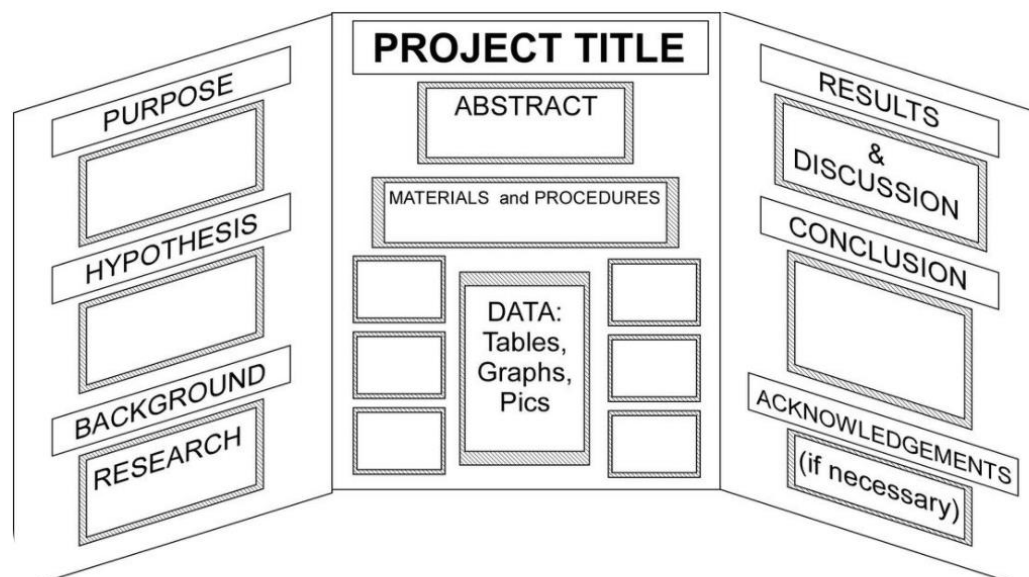 PURPOSE
HYPOTHESIS
BACKGROUND
RESEARCH
PROJECT TITLE
ABSTRACT
MATERIALS and PROCEDURES
DATA:
Tables,
Graphs,
Pics
RESULTS
&
DISCUSSION
CONCLUSION
ACKNOWLEDGEMENTS
(if necessary)